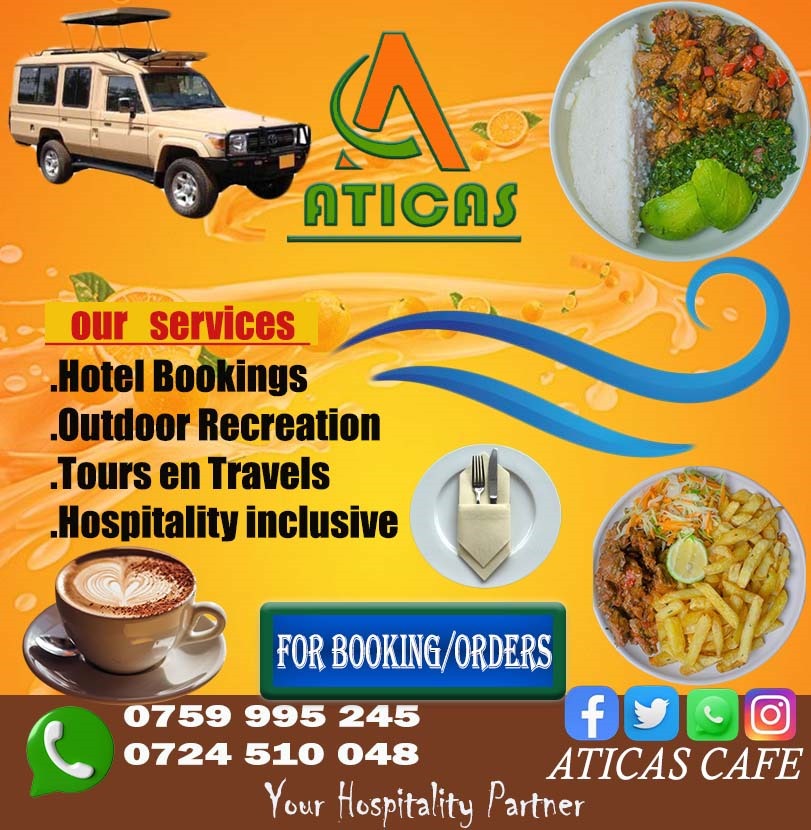 ATICAS
our services
.Hotel Bookings
.Outdoor Recreation
.Tours en Travels
.Hospitality inclusive
FOR BOOKING/ORDERS
0759 995 245
0724 510 048
ATICAS CAFE
Your Hospitality Partner